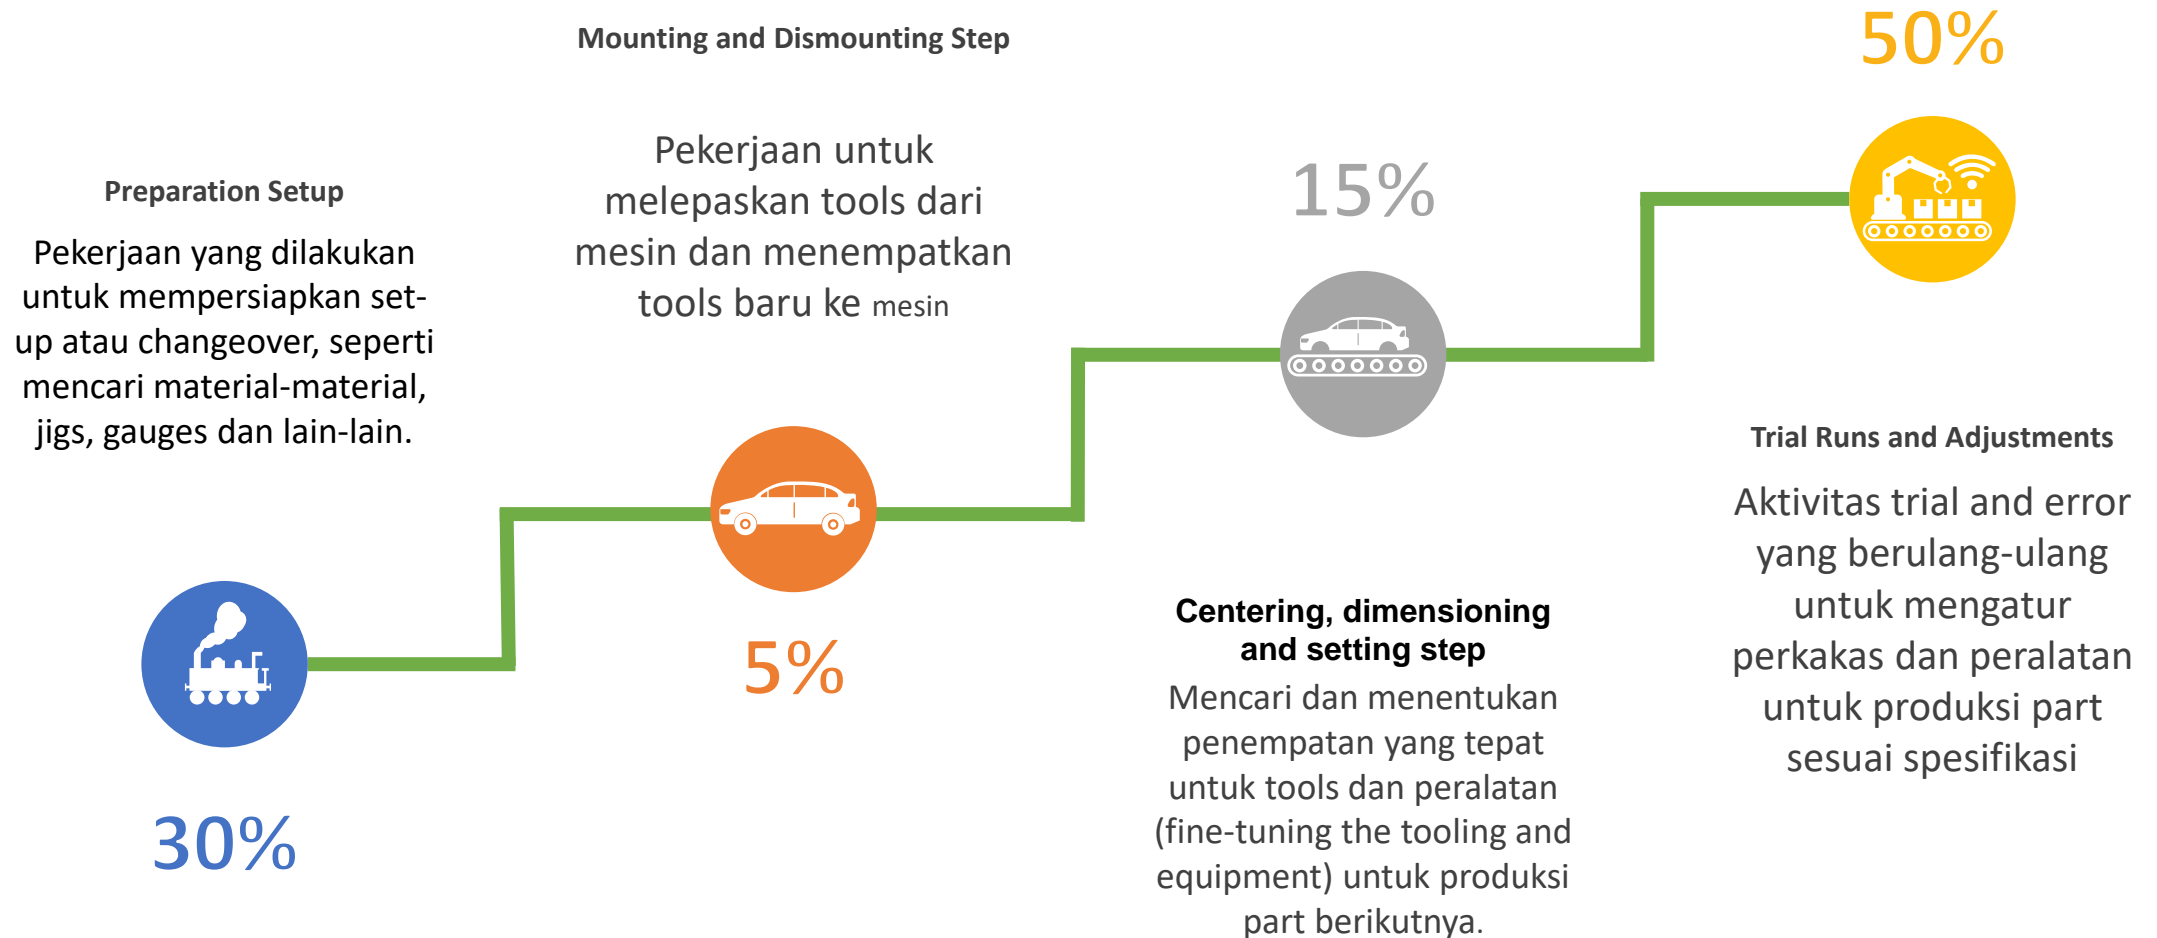 Preparation Setup
Pekerjaan yang dilakukan
untuk mempersiapkan set-
up atau changeover, seperti
mencari material-material,
jigs, gauges dan lain-lain.
30%
Mounting and Dismounting Step
Pekerjaan untuk
melepaskan tools dari
mesin dan menempatkan
tools baru ke mesin
5%
15%
Centering, dimensioning
and setting step
Mencari dan menentukan
penempatan yang tepat
untuk tools dan peralatan
(fine-tuning the tooling and
equipment) untuk produksi
part berikutnya.
50%
Trial Runs and Adjustments
Aktivitas trial and error
yang berulang-ulang
untuk mengatur
perkakas dan peralatan
untuk produksi part
sesuai spesifikasi